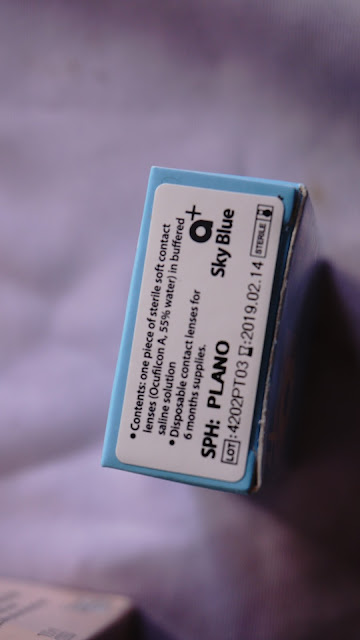 •Contents: one piece of sterile soft contact
lenses (Ocufilcon A, 55% water) in buffered
saline solution
•Disposable contact lenses for
6 months supplies.
a+
SPH: PLANO
Sky Blue
LOT:4202PT03 :2019.02.14 STERILE